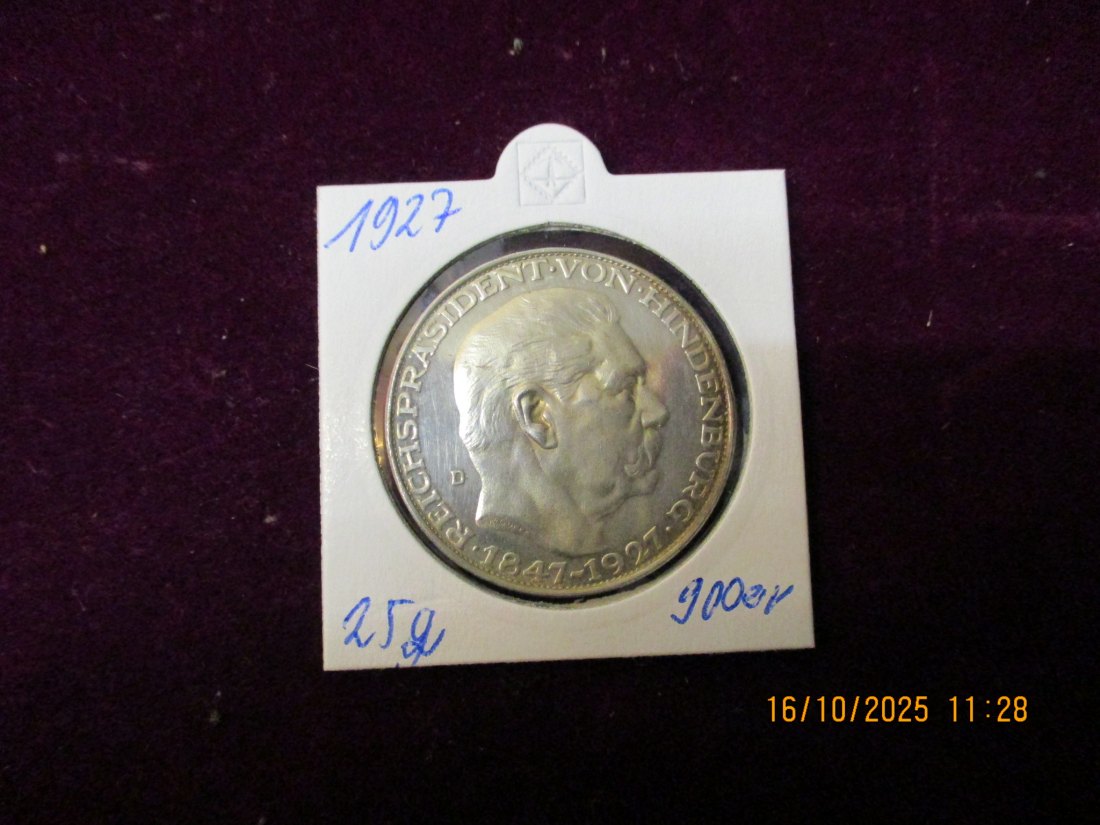 1927
REICHSPRÄSIDENT·VON·HINDENBURG·
D
·1847-1927·
25g
900er
16/10/2025 11:28